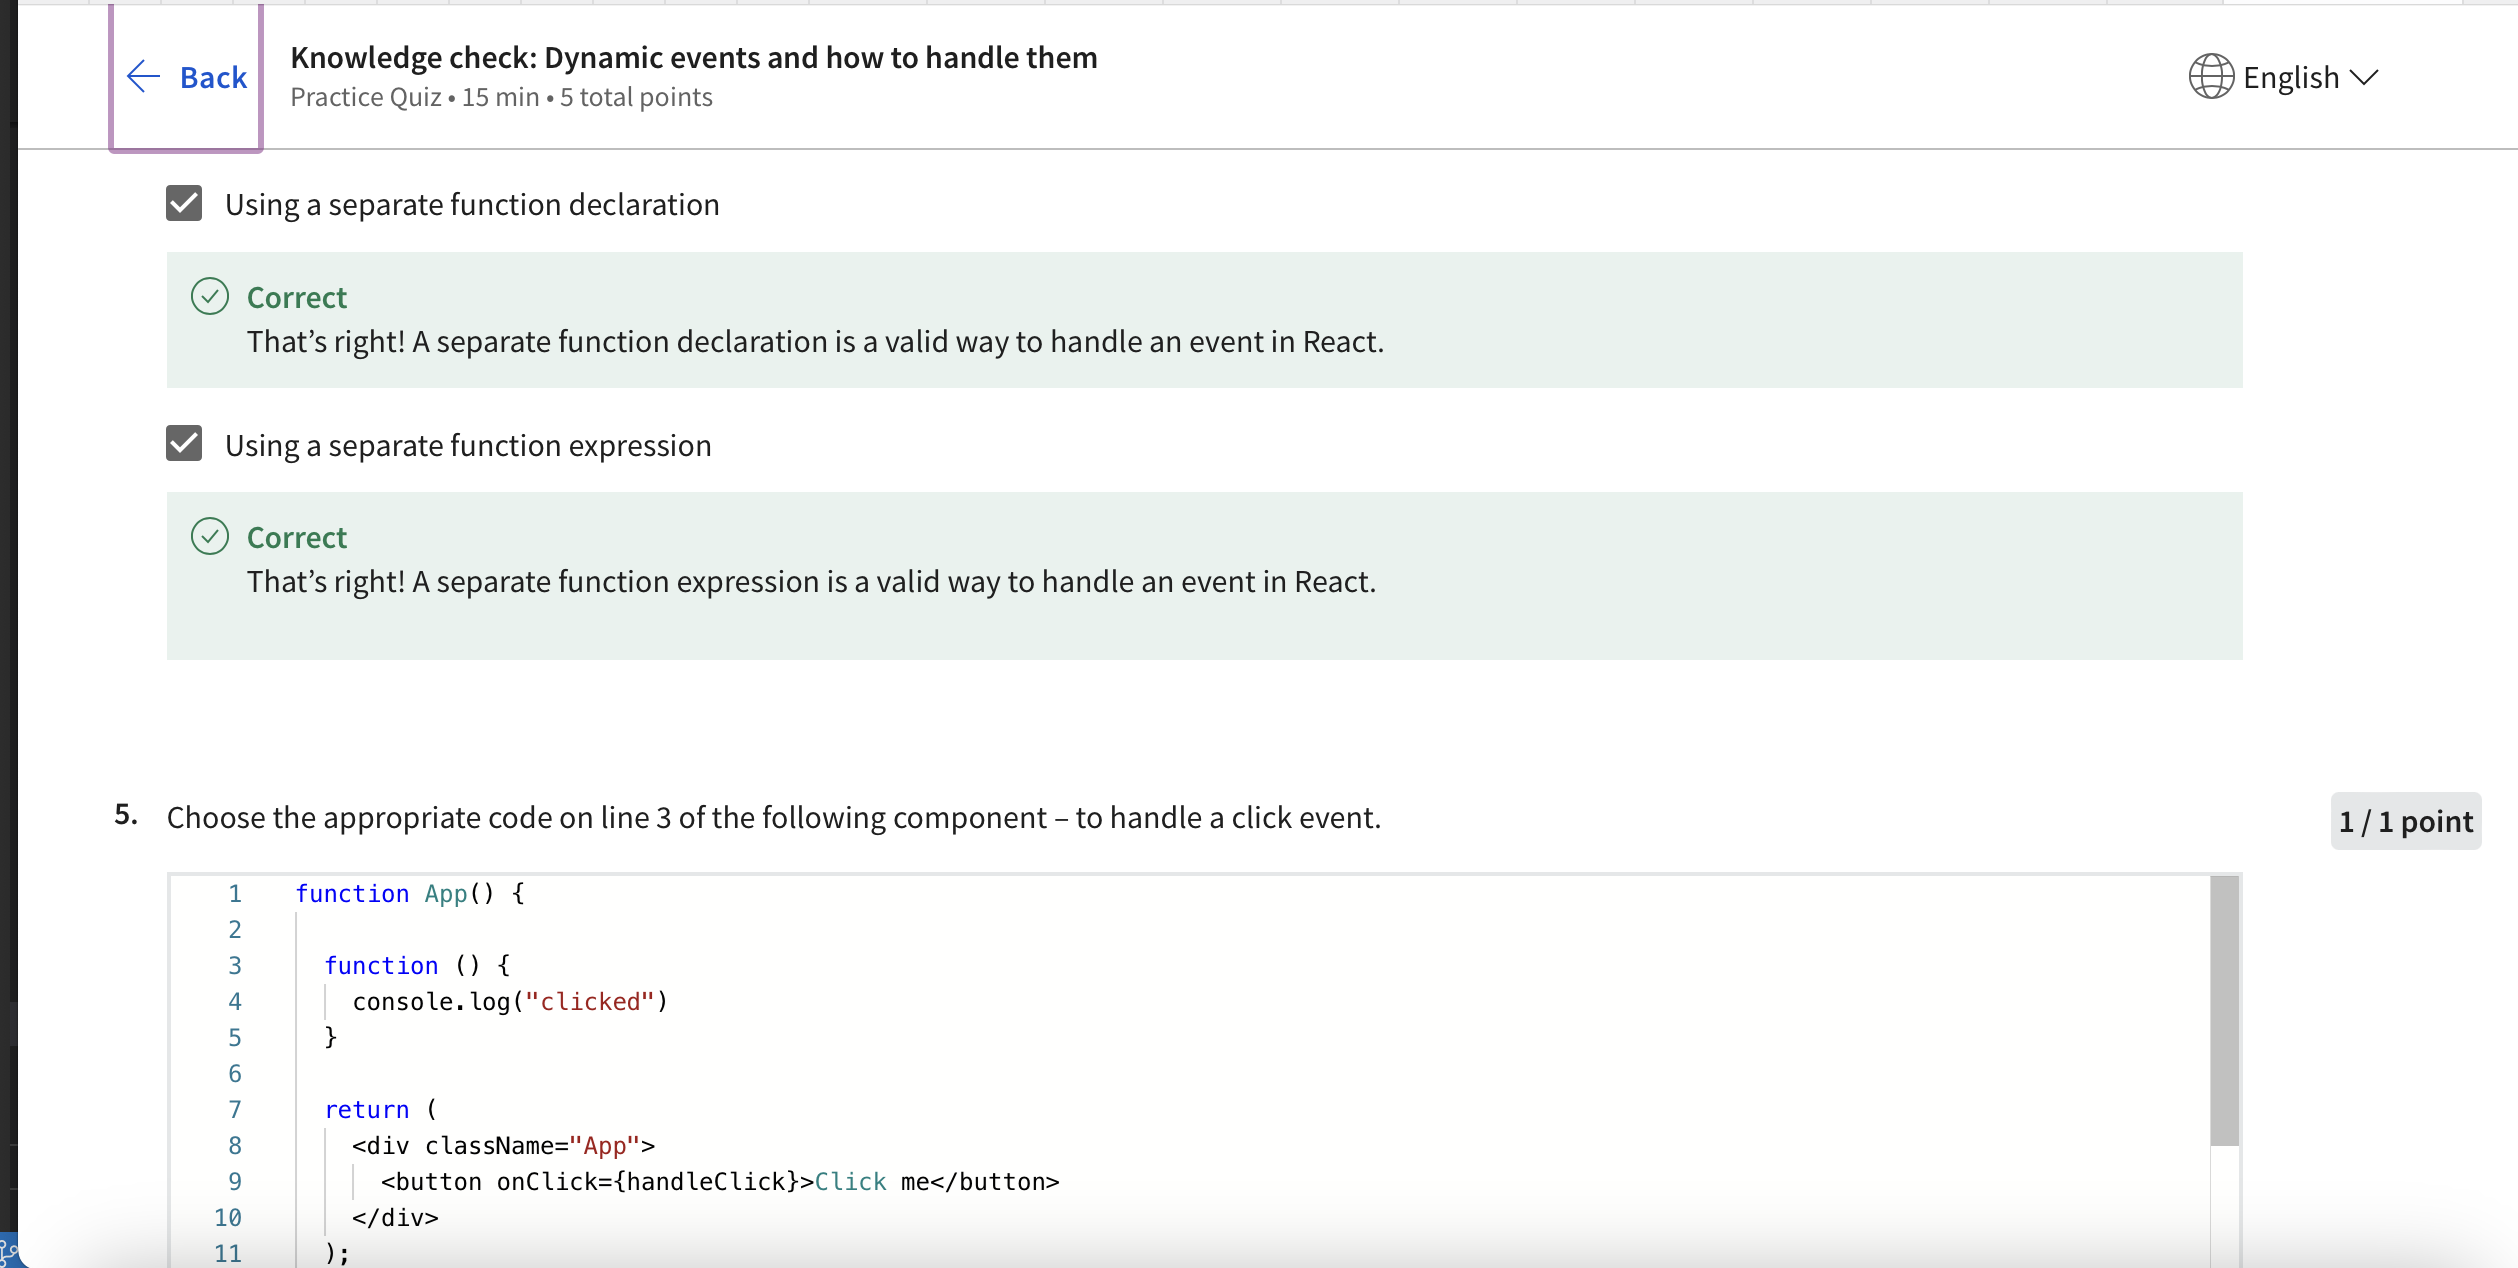 Back
Knowledge check: Dynamic events and how to handle them
Practice Quiz • 15 min • 5 total points
English
Using a separate function declaration
Correct
That’s right! A separate function declaration is a valid way to handle an event in React.
Using a separate function expression
Correct
That’s right! A separate function expression is a valid way to handle an event in React.
5. Choose the appropriate code on line 3 of the following component – to handle a click event.
1 / 1 point
1 function App() {
2
3 function () {
4 console.log("clicked")
5 }
6
7 return (
8 <div className="App">
9 <button onClick={handleClick}>Click me</button>
10 </div>
11 );